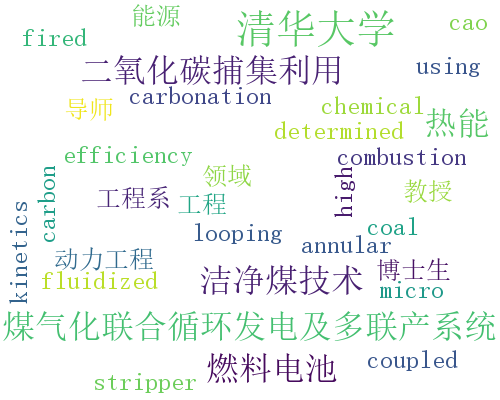 能源
清华大学
cao
fired
二氧化碳捕集利用
using
carbonation
导师
chemical
热能
determined
efficiency
combustion
领域
high
教授
carbon
工程系
工程
looping
coal
annular
kinetics
动力工程
洁净煤技术
博士生
fluidized
micro
煤气化联合循环发电及多联产系统
燃料电池
coupled
stripper